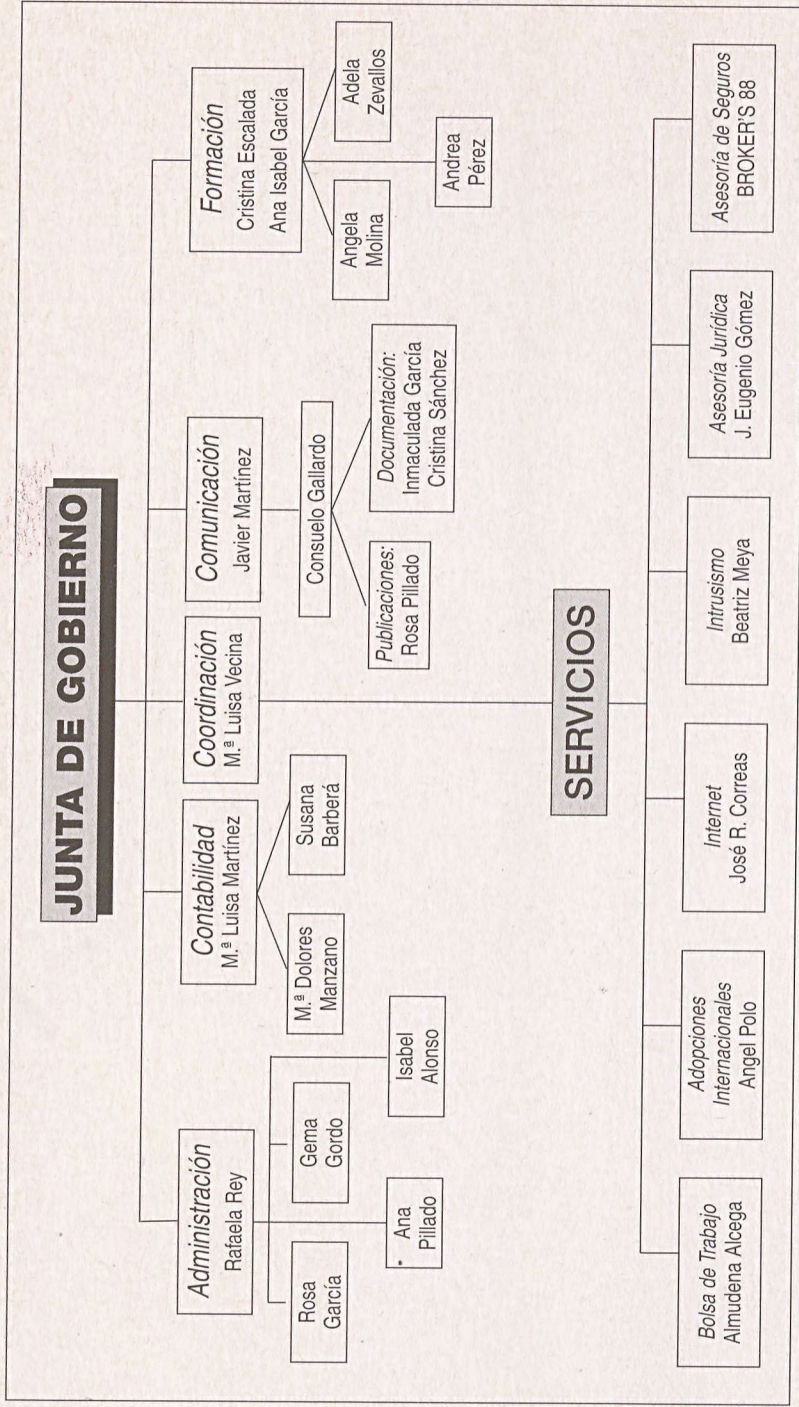 JUNTA DE GOBIERNO
Administración
Rafaela Rey
Rosa
García
Gema
Gordo
Ana
Pillado
Isabel
Alonso
Contabilidad
M.ª Luisa Martínez
M.ª Dolores
Manzano
Susana
Barberá
Coordinación
M.ª Luisa Vecina
Comunicación
Javier Martínez
Consuelo Gallardo
Publicaciones:
Rosa Pillado
Documentación:
Inmaculada García
Cristina Sánchez
Formación
Cristina Escalada
Ana Isabel García
Angela
Molina
Adela
Zevallos
Andrea
Pérez
SERVICIOS
Bolsa de Trabajo
Almudena Alcega
Adopciones
Internacionales
Angel Polo
Internet
José R. Correas
Intrusismo
Beatriz Meya
Asesoría Jurídica
J. Eugenio Gómez
Asesoría de Seguros
BROKER'S 88